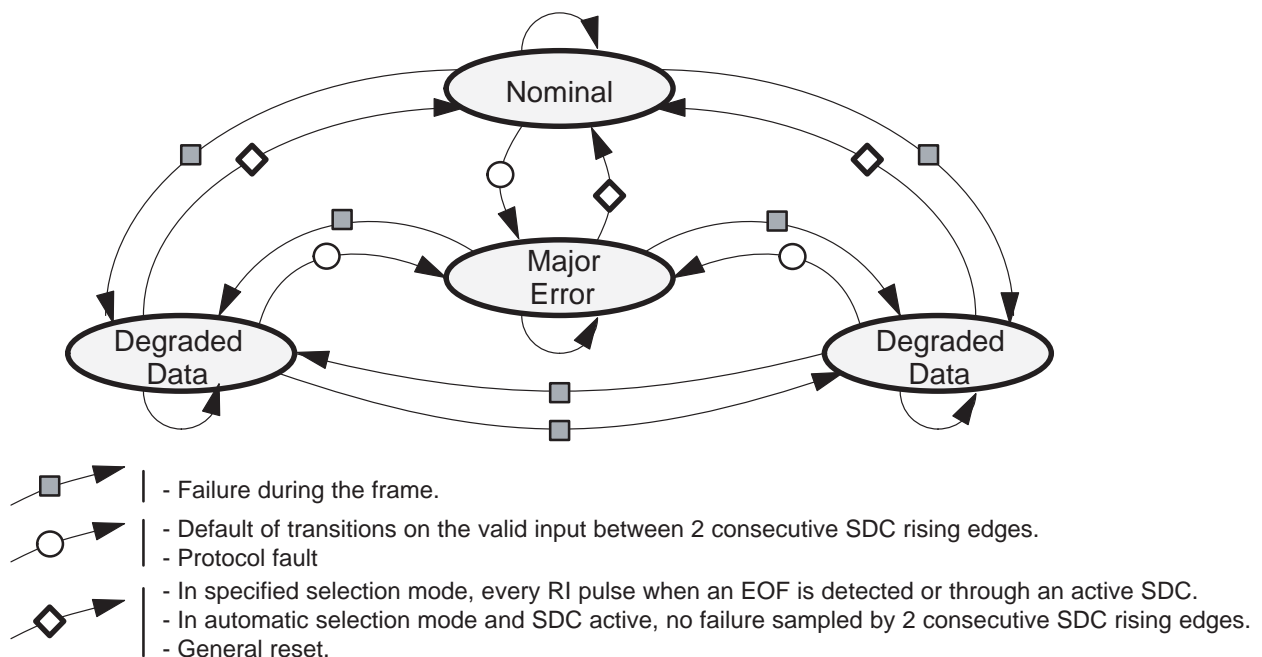 Nominal
Major
Error
Degraded
Data
Degraded
Data
- Failure during the frame.
- Default of transitions on the valid input between 2 consecutive SDC rising edges.
- Protocol fault
- In specified selection mode, every RI pulse when an EOF is detected or through an active SDC.
- In automatic selection mode and SDC active, no failure sampled by 2 consecutive SDC rising edges.
- General reset.